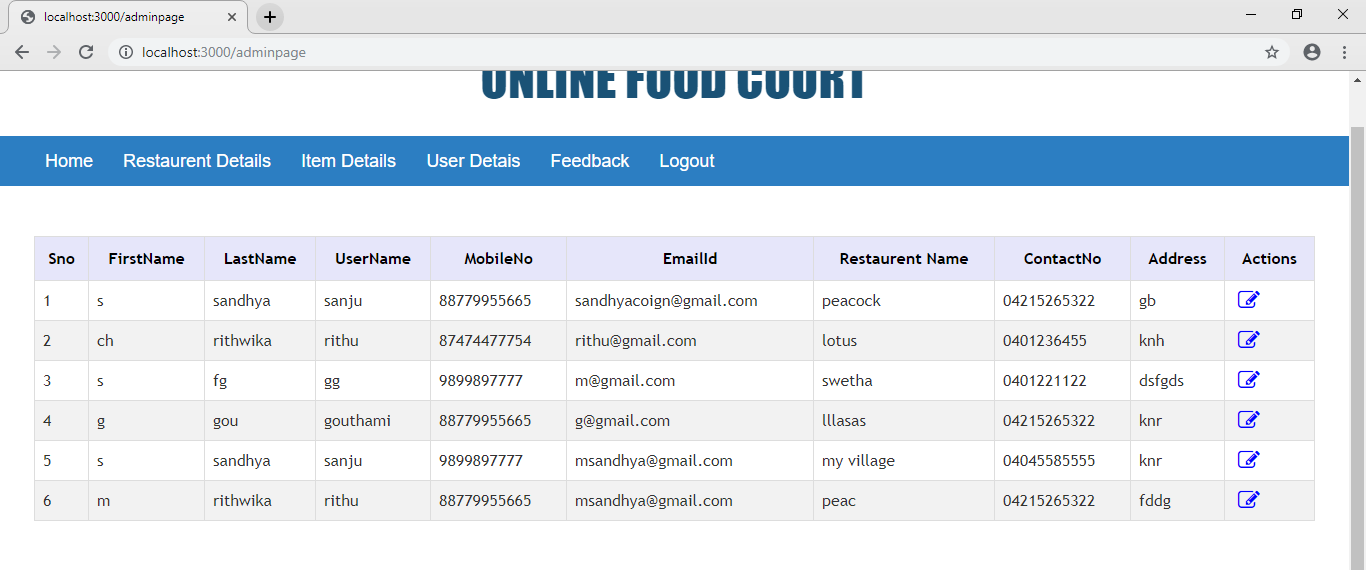 localhost:3000/adminpage
localhost:3000/adminpage
ONLINE FOOD COURT
Home Restaurent Details Item Details User Detais Feedback Logout
Sno FirstName LastName UserName MobileNo EmailId Restaurent Name ContactNo Address Actions
1 s sandhya sanju 88779955665 sandhyacoign@gmail.com peacock 04215265322 gb
2 ch rithwika rithu 87474477754 rithu@gmail.com lotus 0401236455 knh
3 s fg gg 9899897777 m@gmail.com swetha 0401221122 dsfgds
4 g gou gouthami 88779955665 g@gmail.com lllasas 04215265322 knr
5 s sandhya sanju 9899897777 msandhya@gmail.com my village 04045585555 knr
6 m rithwika rithu 88779955665 msandhya@gmail.com peac 04215265322 fddg